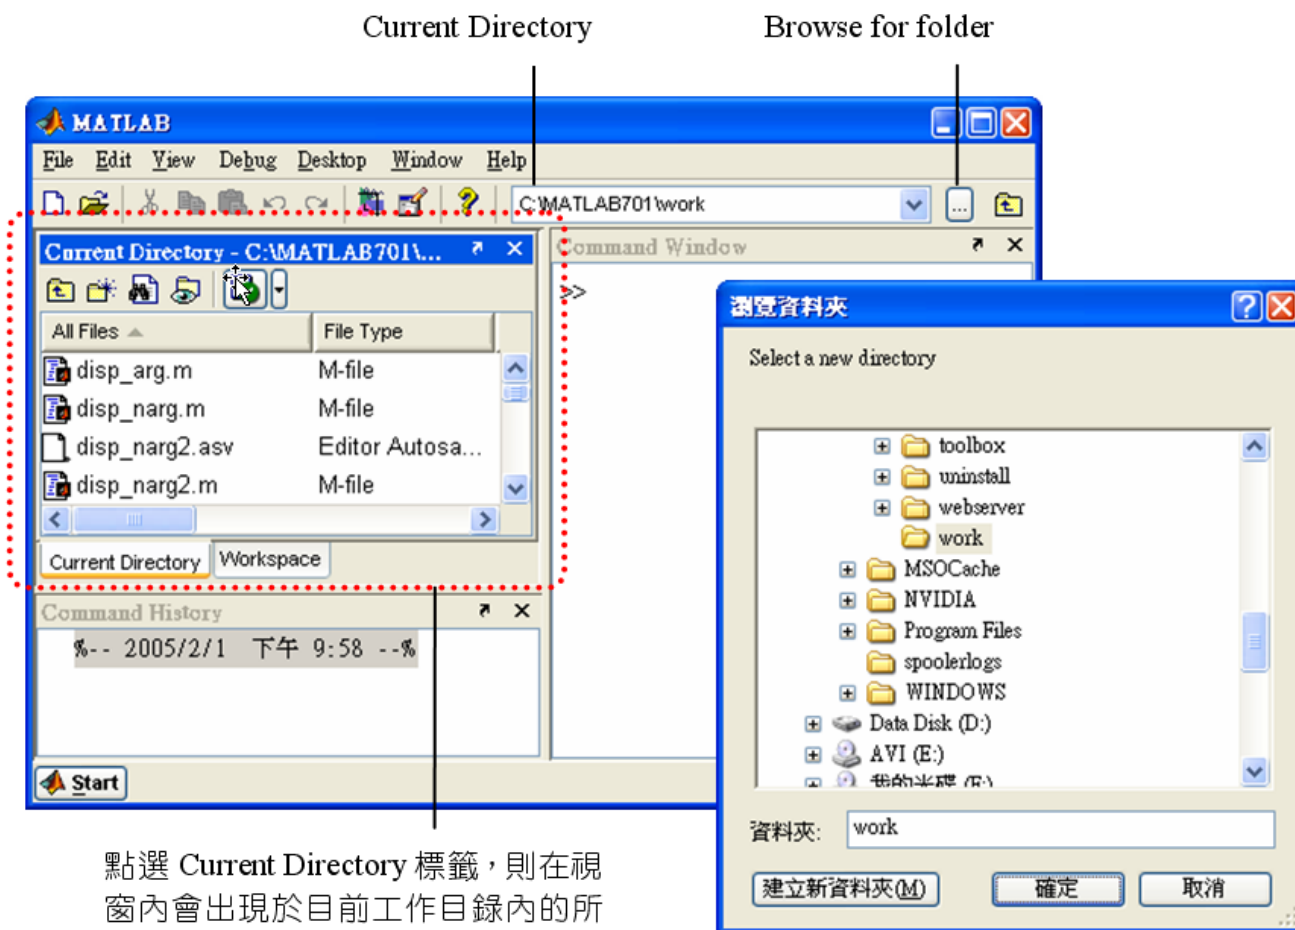 Current Directory
Browse for folder
MATLAB
File Edit View Debug Desktop Window Help
C:\MATLAB701\work
...
Current Directory - C:\MATLAB701\...
Command Window
All Files
File Type
>>
disp_arg.m M-file
disp_narg.m M-file
disp_narg2.asv Editor Autosa...
disp_narg2.m M-file
Current Directory
Workspace
Command History
%-- 2005/2/1 下午 9:58 --%
Start
瀏覽資料夾
Select a new directory
toolbox
uninstall
webserver
work
MSOCache
NVIDIA
Program Files
spoolerlogs
WINDOWS
Data Disk (D:)
AVI (E:)
我的光碟 (F:)
資料夾: work
建立新資料夾(M)
確定
取消
點選 Current Directory 標籤，則在視
窗內會出現於目前工作目錄內的所